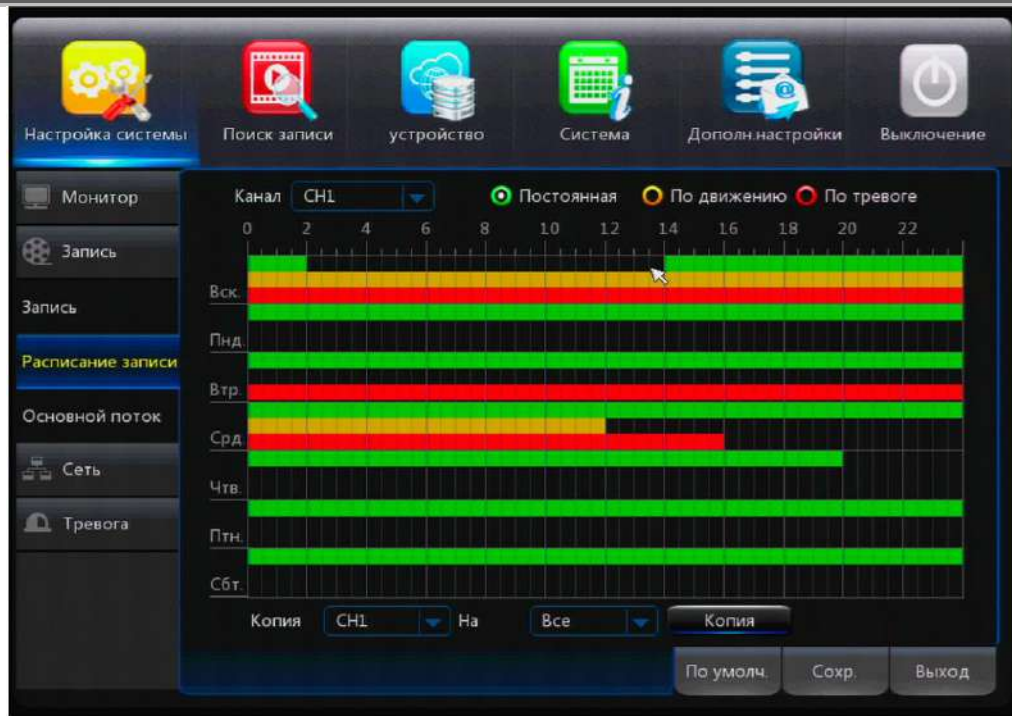 Настройка системы Поиск записи устройство Система Дополн.настройки Выключение
Монитор
Запись
Запись
Расписание записи
Основной поток
Сеть
Тревога
Канал CH1 Постоянная По движению По тревоге
0 2 4 6 8 10 12 14 16 18 20 22
Вск.
Пнд.
Втр.
Срд.
Чтв.
Птн.
Сбт.
Копия CH1 На Все Копия
По умолч. Сохр. Выход